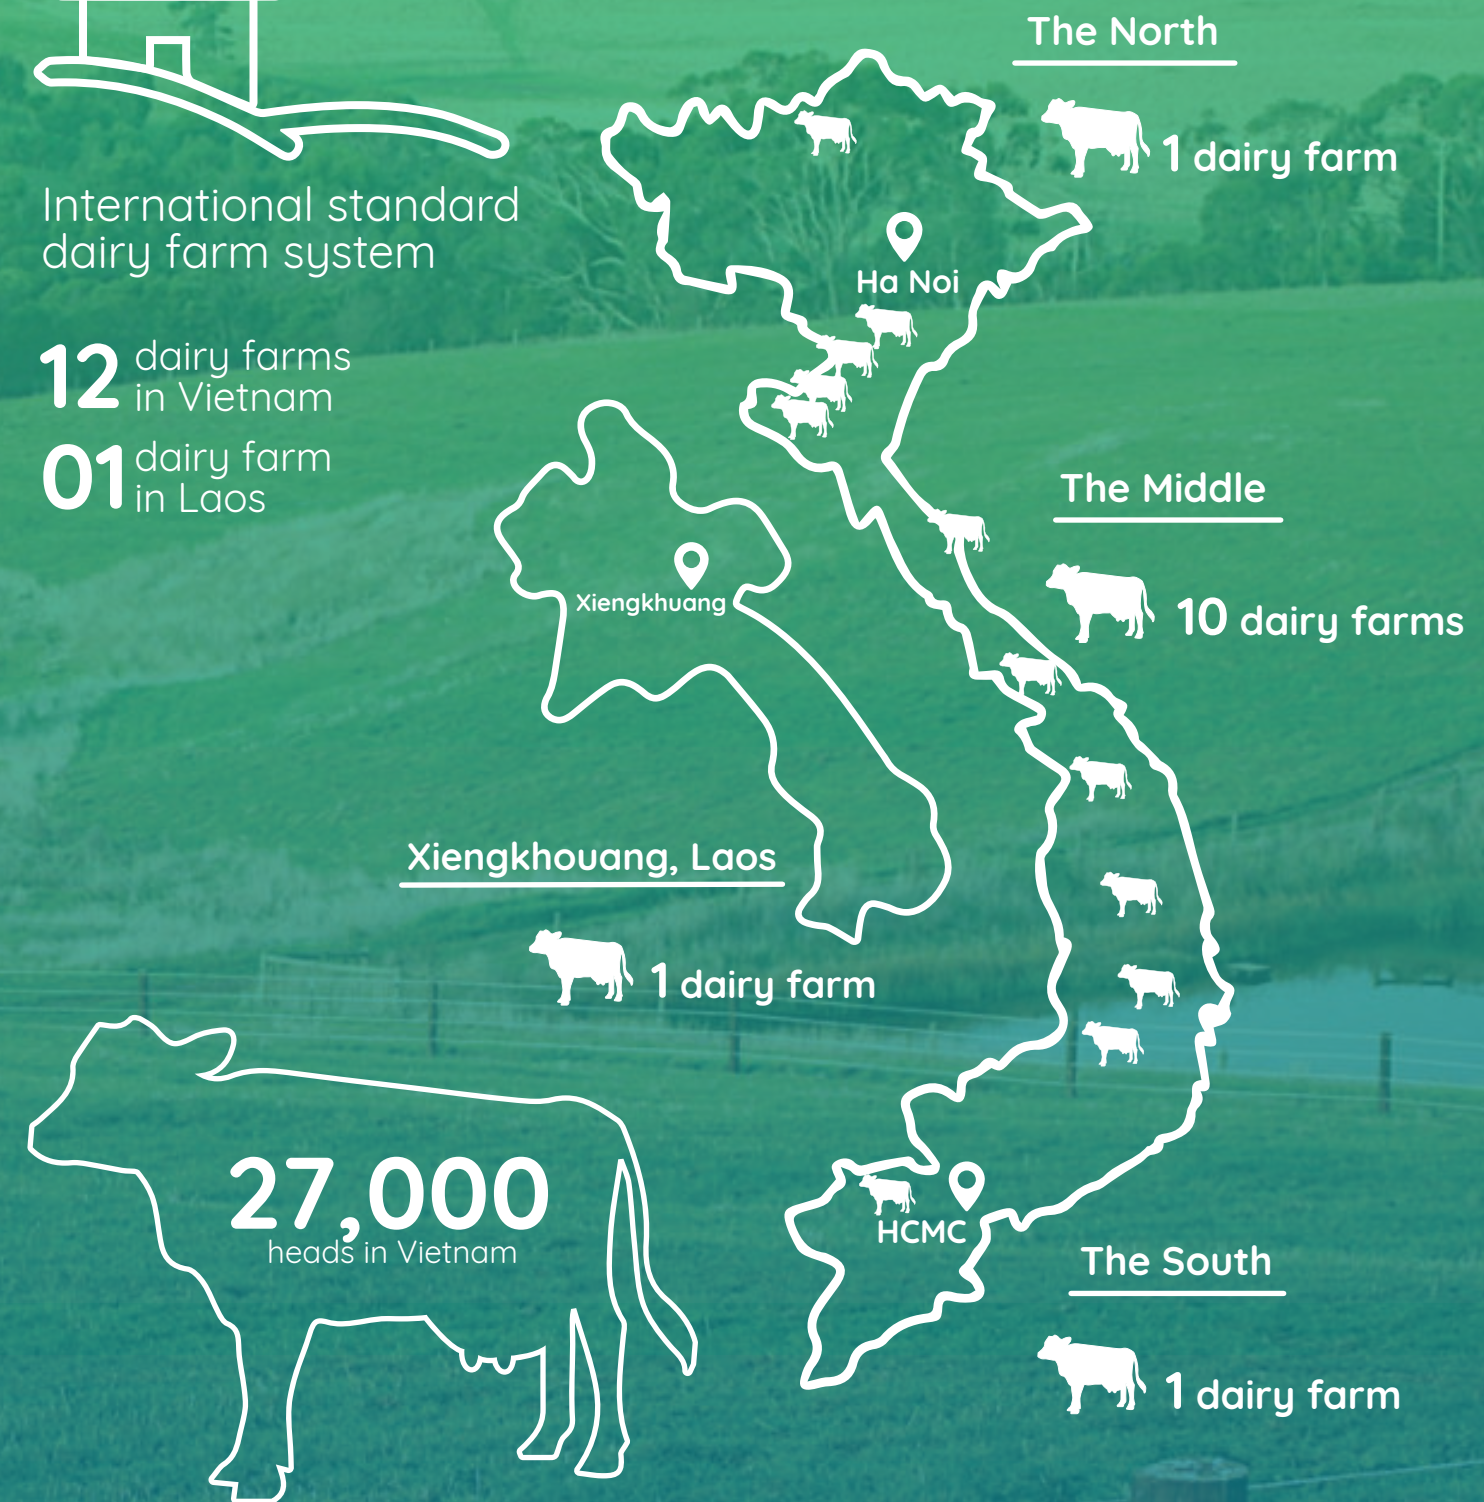 International standard
dairy farm system
12 dairy farms
in Vietnam
01 dairy farm
in Laos
The North
1 dairy farm
Ha Noi
The Middle
10 dairy farms
Xiengkhuang
Xiengkhouang, Laos
1 dairy farm
27,000
heads in Vietnam
HCMC
The South
1 dairy farm